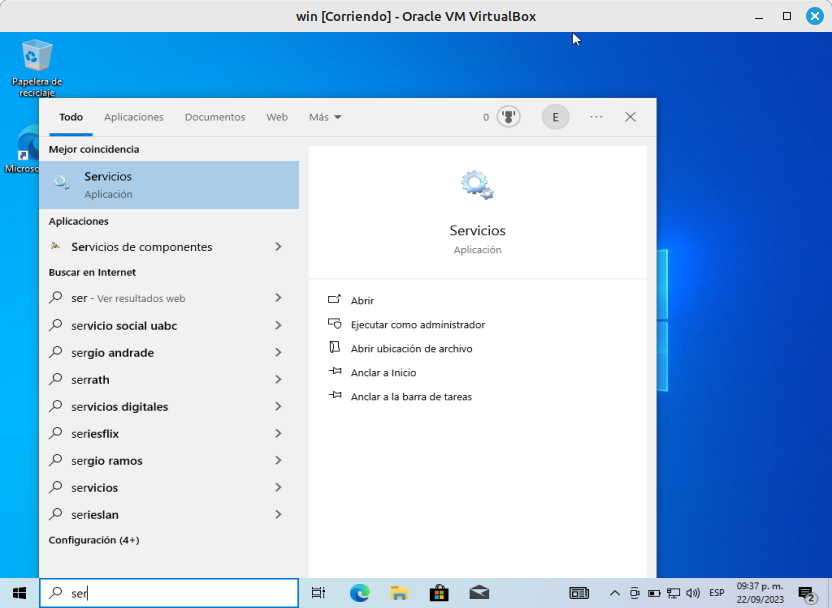 win [Corriendo] - Oracle VM VirtualBox
Papelera de
reciclaje
Todo Aplicaciones Documentos Web Más 0 E ...
Mejor coincidencia
Microso
Servicios
Aplicación
Aplicaciones
Servicios de componentes
Buscar en Internet
ser - Ver resultados web
servicio social uabc
sergio andrade
serrath
servicios digitales
seriesflix
sergio ramos
servicios
serieslan
Configuración (4+)
Servicios
Aplicación
Abrir
Ejecutar como administrador
Abrir ubicación de archivo
Anclar a Inicio
Anclar a la barra de tareas
ser
ESP
09:37 p. m.
22/09/2023
2